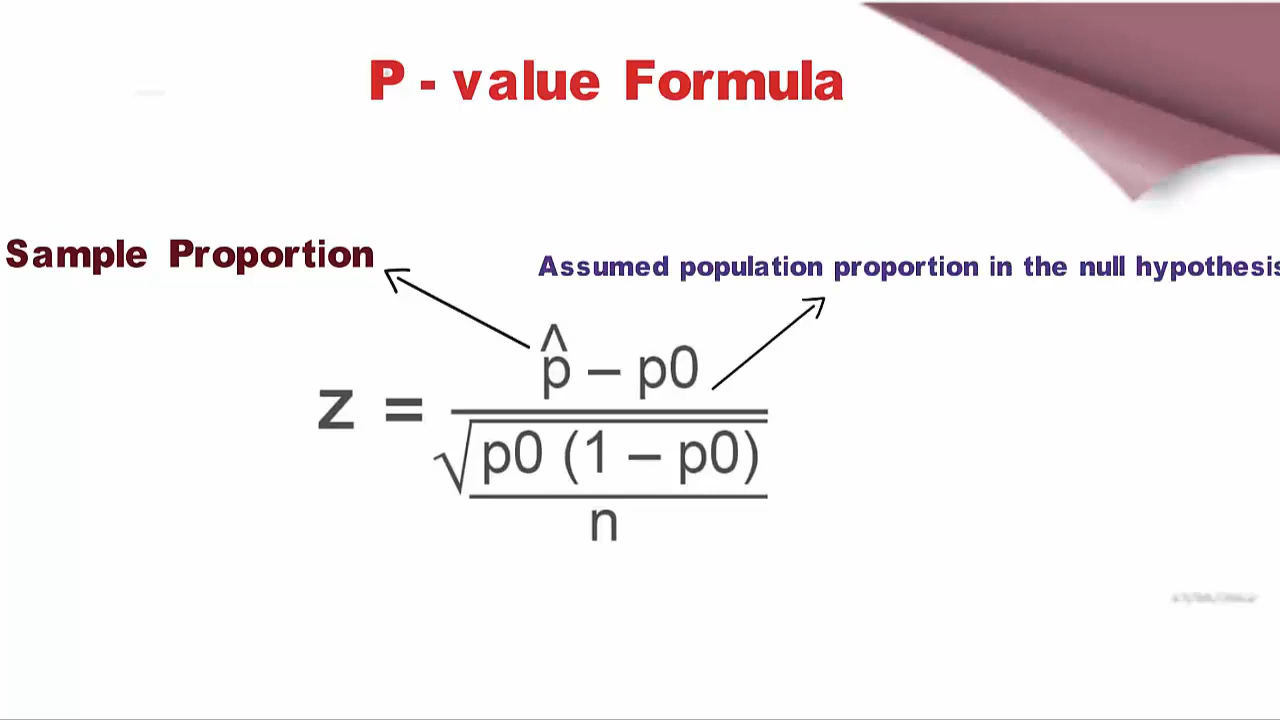 P - value Formula
Sample Proportion
Assumed population proportion in the null hypothesis
^
p – p0
z =
√ p0 (1 – p0)
n